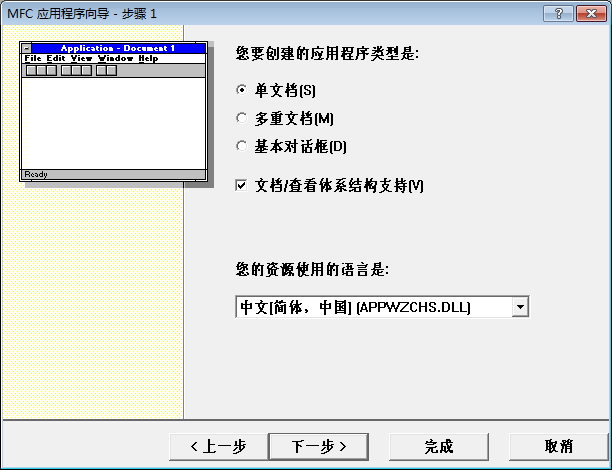 MFC 应用程序向导 - 步骤 1
Application - Document 1
File Edit View Window Help
Ready
您要创建的应用程序类型是:
单文档(S)
多重文档(M)
基本对话框(D)
文档/查看体系结构支持(V)
您的资源使用的语言是:
中文[简体，中国] (APPWZCHS.DLL)
< 上一步
下一步 >
完成
取消